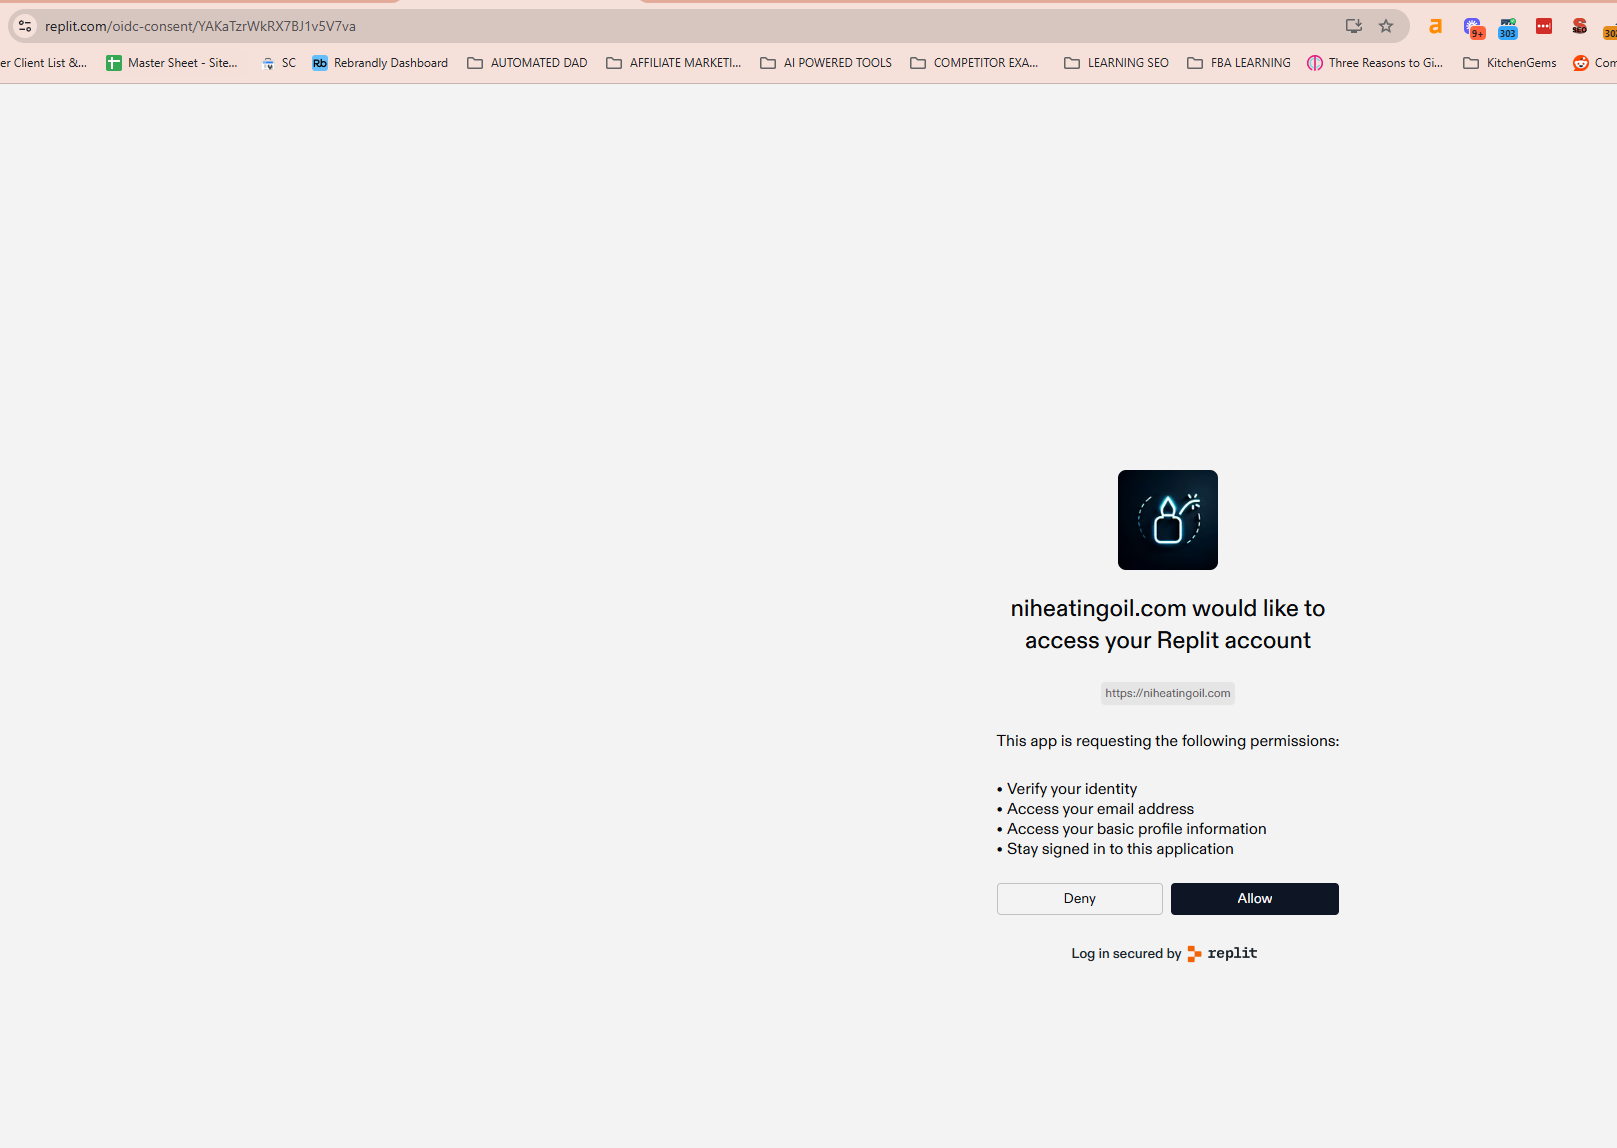 replit.com/oidc-consent/YAKaTzrWkRX7BJ1v5V7va
9+
303
SEO
302
er Client List &...
Master Sheet - Site...
SC
Rb Rebrandly Dashboard
AUTOMATED DAD
AFFILIATE MARKETI...
AI POWERED TOOLS
COMPETITOR EXA...
LEARNING SEO
FBA LEARNING
Three Reasons to Gi...
KitchenGems
Com
niheatingoil.com would like to
access your Replit account
https://niheatingoil.com
This app is requesting the following permissions:
• Verify your identity
• Access your email address
• Access your basic profile information
• Stay signed in to this application
Deny
Allow
Log in secured by replit